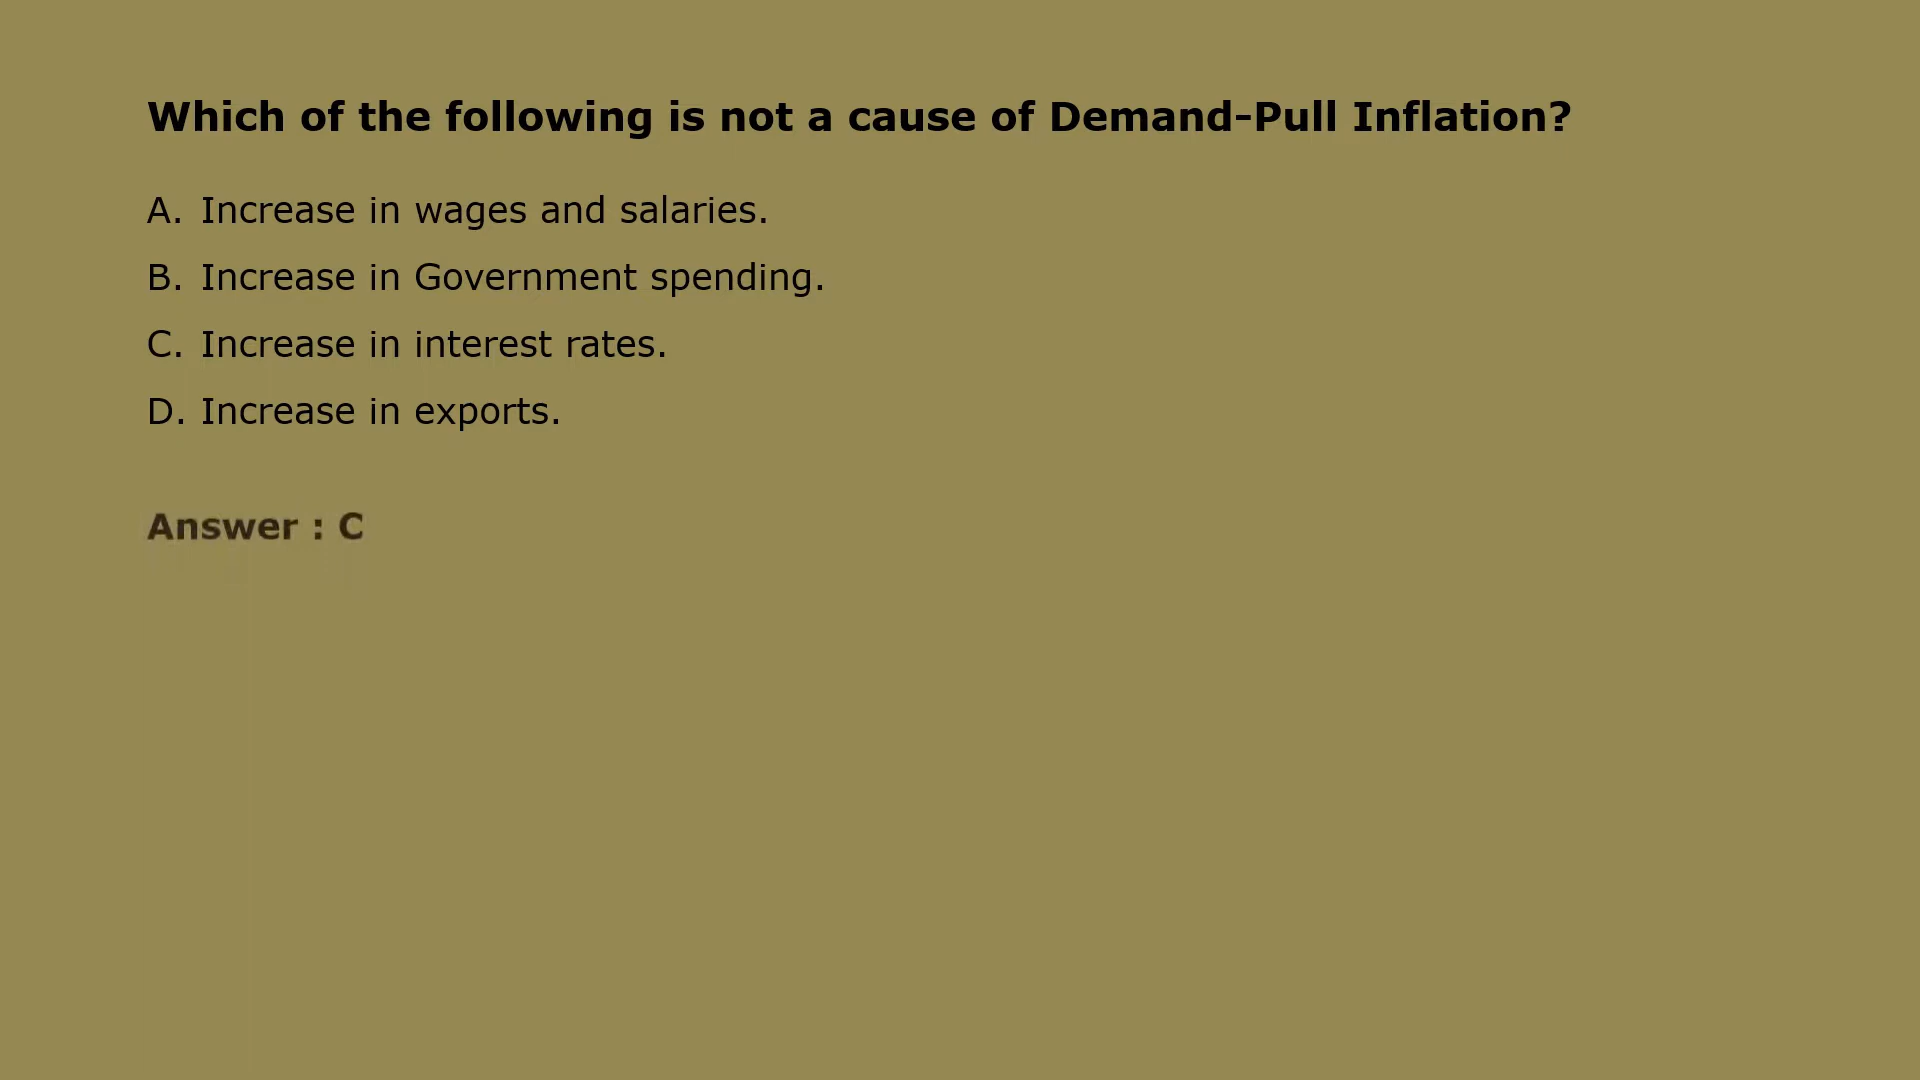 Which of the following is not a cause of Demand-Pull Inflation?
A. Increase in wages and salaries.
B. Increase in Government spending.
C. Increase in interest rates.
D. Increase in exports.
Answer : C